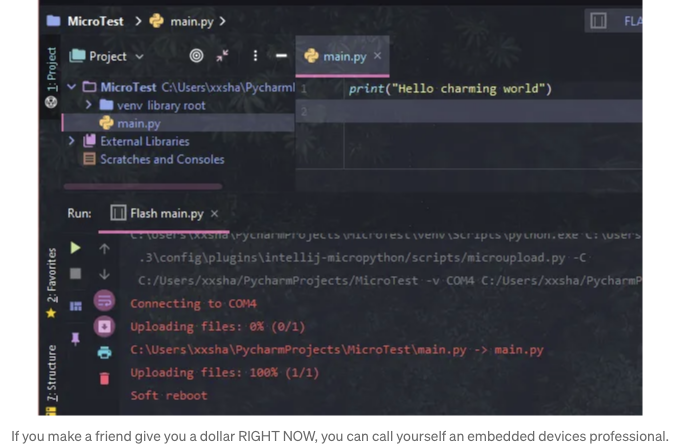 MicroTest > main.py >
FLA
1: Project
Project
main.py ×
MicroTest C:\Users\xxsha\Pycharml
venv library root
main.py
External Libraries
Scratches and Consoles
1 print("Hello charming world")
2
Run: Flash main.py ×
2: Favorites
7: Structure
C:\Users\xxsha\PycharmProjects\MicroTest\venv\Scripts\python.exe C:\Users
.3\config\plugins\intellij-micropython/scripts/microupload.py -C
C:/Users/xxsha/PycharmProjects/MicroTest -v COM4 C:/Users/xxsha/PycharmP
Connecting to COM4
Uploading files: 0% (0/1)
C:\Users\xxsha\PycharmProjects\MicroTest\main.py -> main.py
Uploading files: 100% (1/1)
Soft reboot
If you make a friend give you a dollar RIGHT NOW, you can call yourself an embedded devices professional.